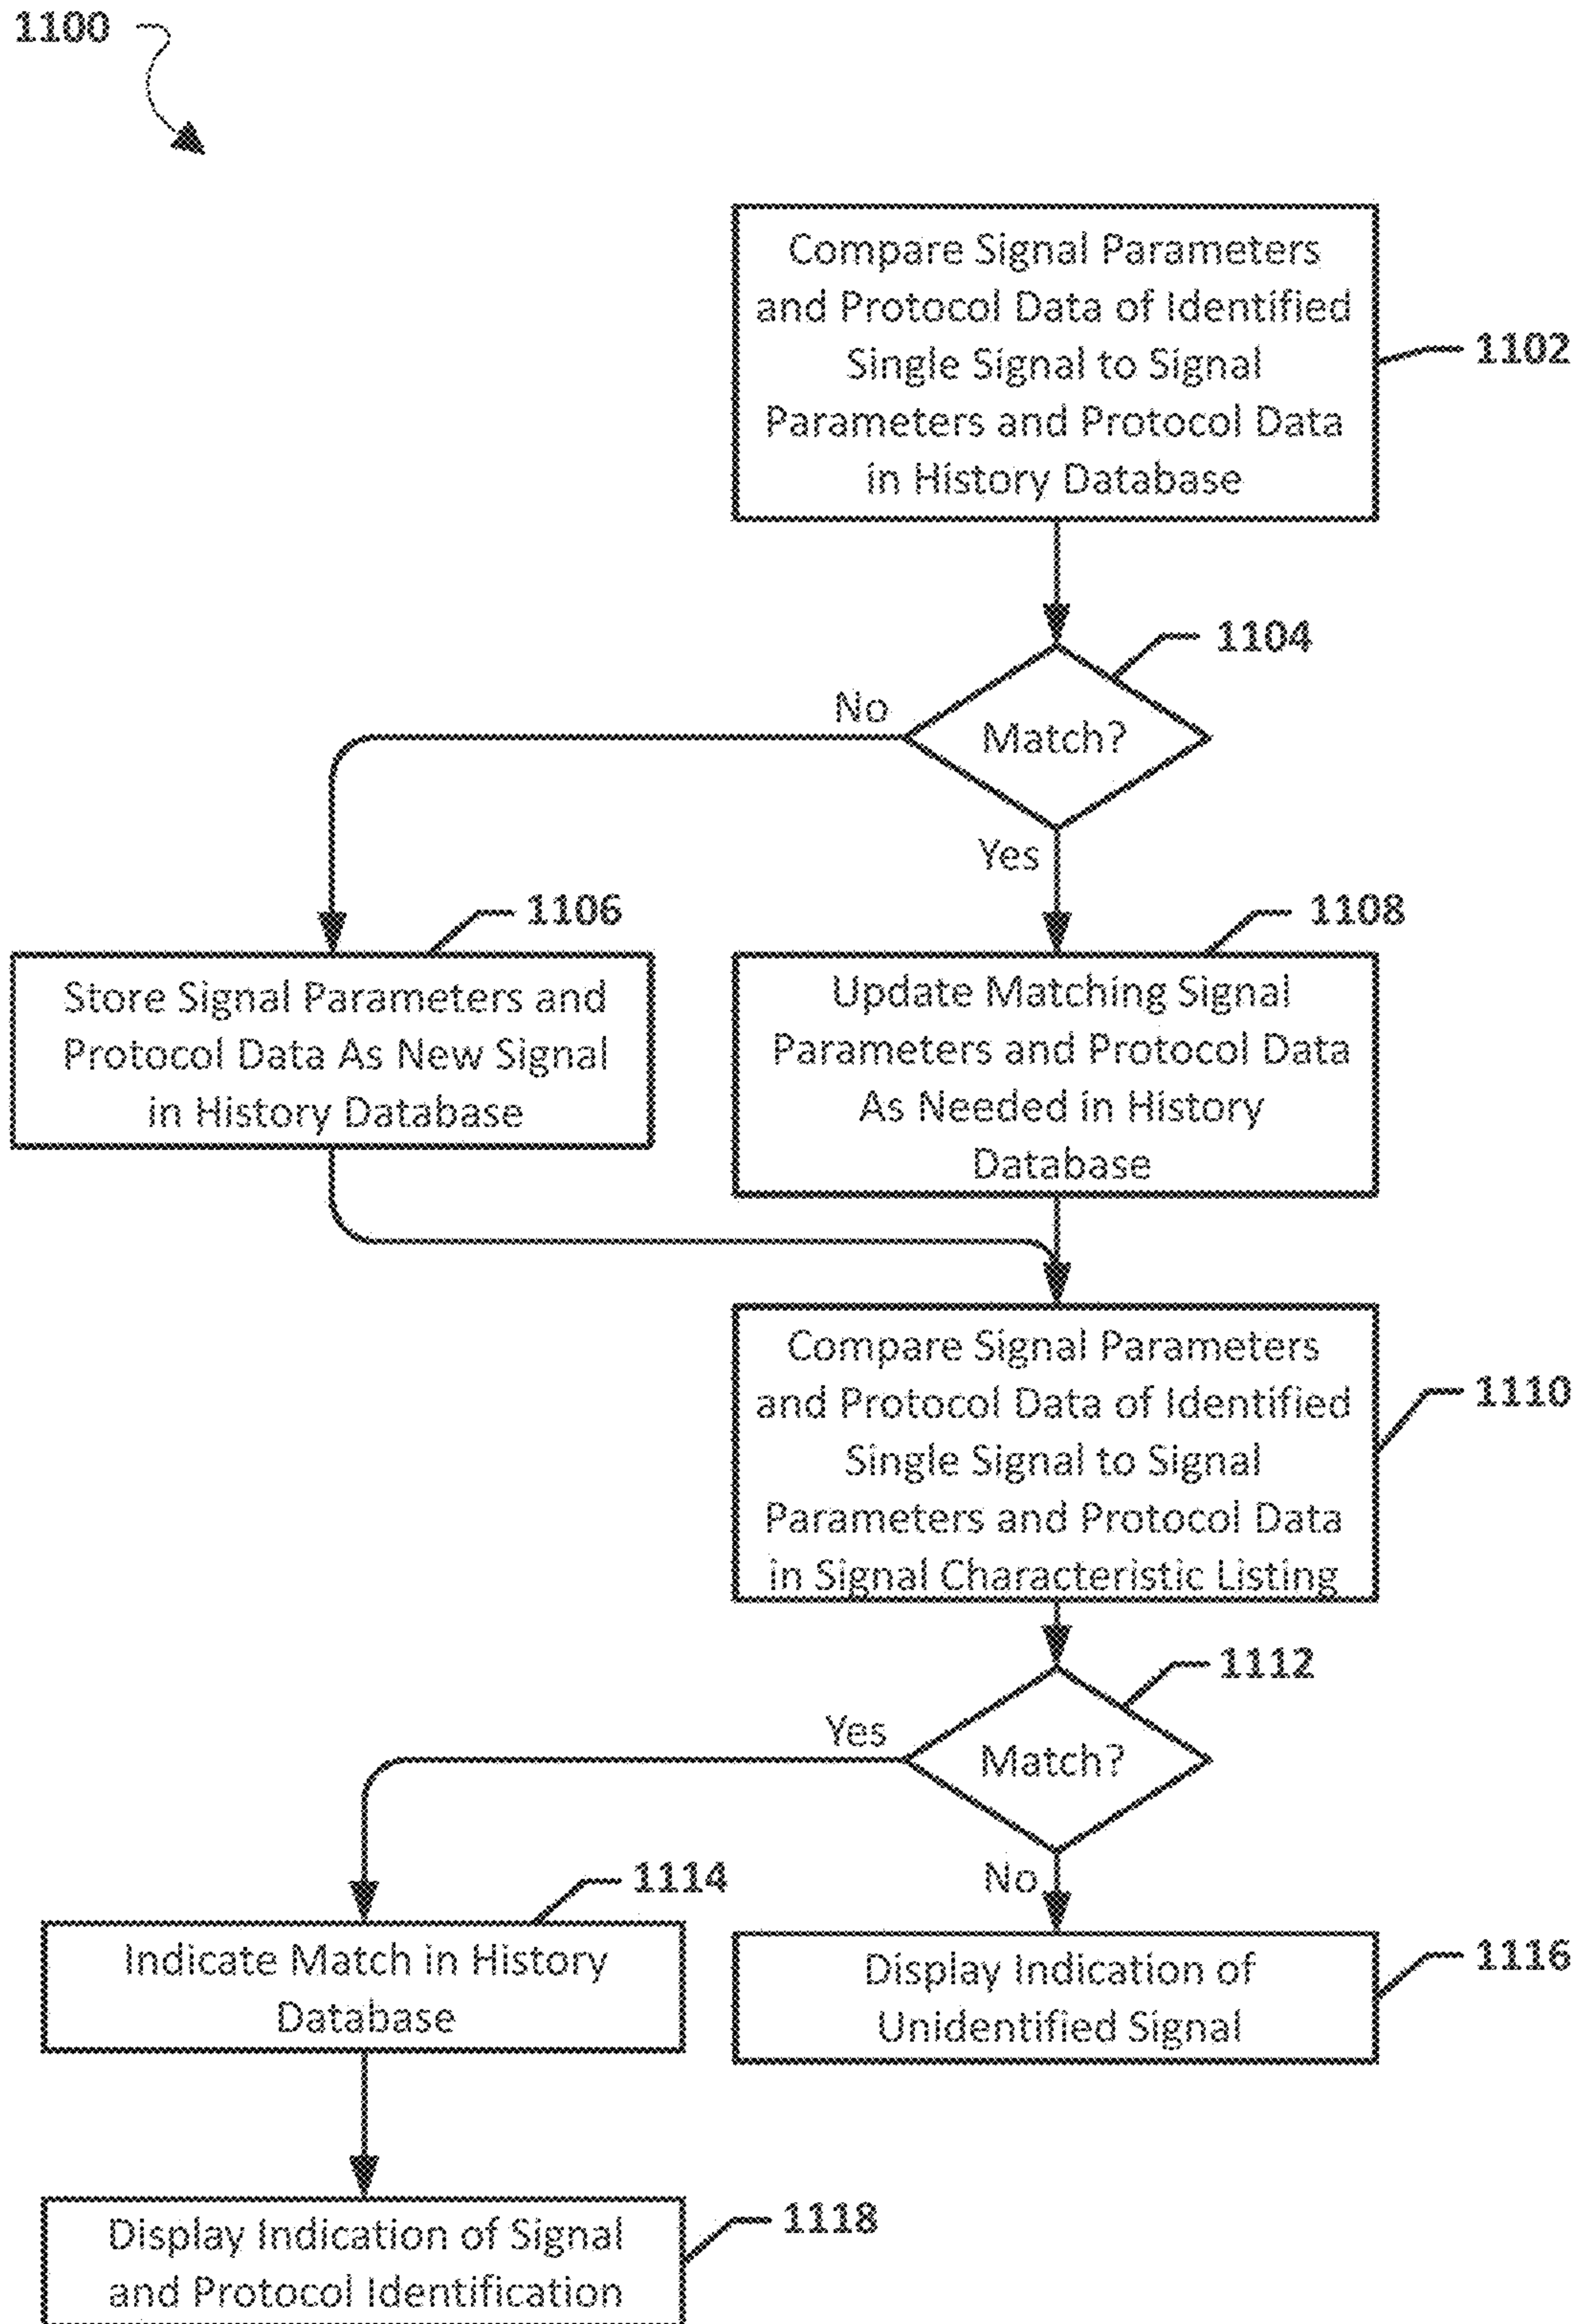 1100
Compare Signal Parameters
and Protocol Data of Identified
Single Signal to Signal
Parameters and Protocol Data
in History Database
1102
1104
Match?
No
Yes
1106
Store Signal Parameters and
Protocol Data As New Signal
in History Database
1108
Update Matching Signal
Parameters and Protocol Data
As Needed in History
Database
Compare Signal Parameters
and Protocol Data of Identified
Single Signal to Signal
Parameters and Protocol Data
in Signal Characteristic Listing
1110
1112
Match?
Yes
No
1114
Indicate Match in History
Database
Display Indication of
Unidentified Signal
1116
Display Indication of Signal
and Protocol Identification
1118